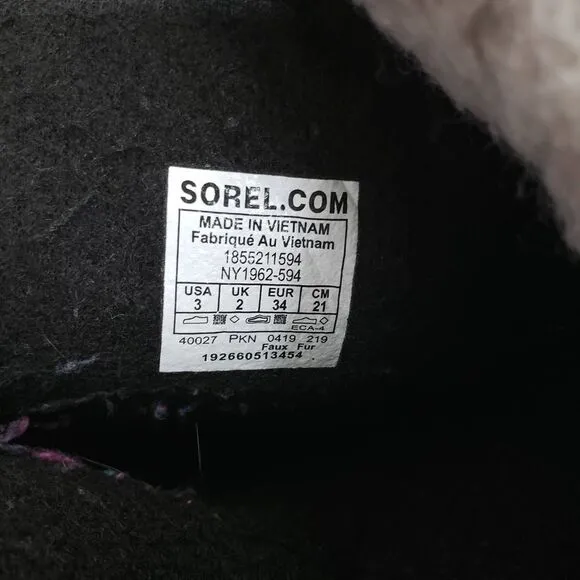 SOREL.COM
MADE IN VIETNAM
Fabriqué Au Vietnam
1855211594
NY1962-594
USA UK EUR CM
3 2 34 21
ECA-4
40027 PKN 0419 219
Faux Fur
192660513454